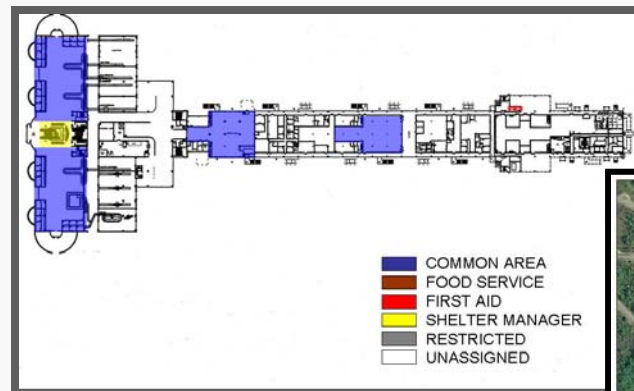 COMMON AREA
FOOD SERVICE
FIRST AID
SHELTER MANAGER
RESTRICTED
UNASSIGNED